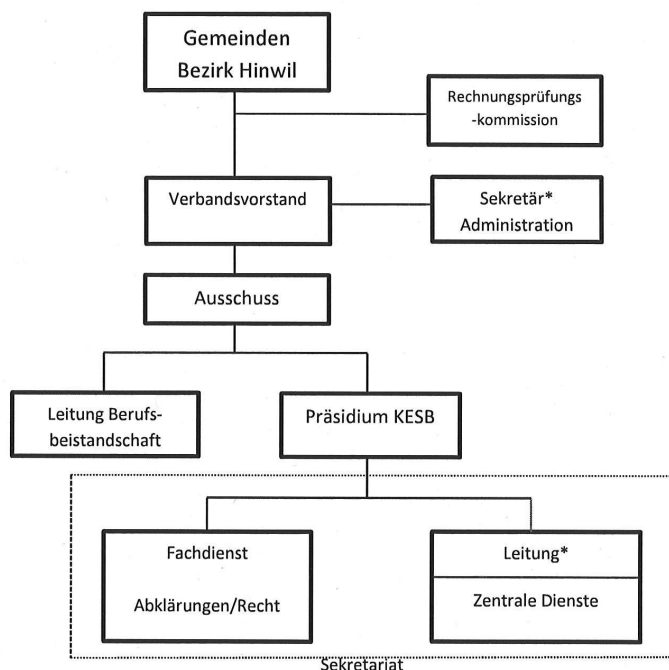 Gemeinden
Bezirk Hinwil
Rechnungsprüfungs
-kommission
Verbandsvorstand
Sekretär*
Administration
Ausschuss
Leitung Berufs-
beistandschaft
Präsidium KESB
Fachdienst
Abklärungen/Recht
Leitung*
Zentrale Dienste
Sekretariat